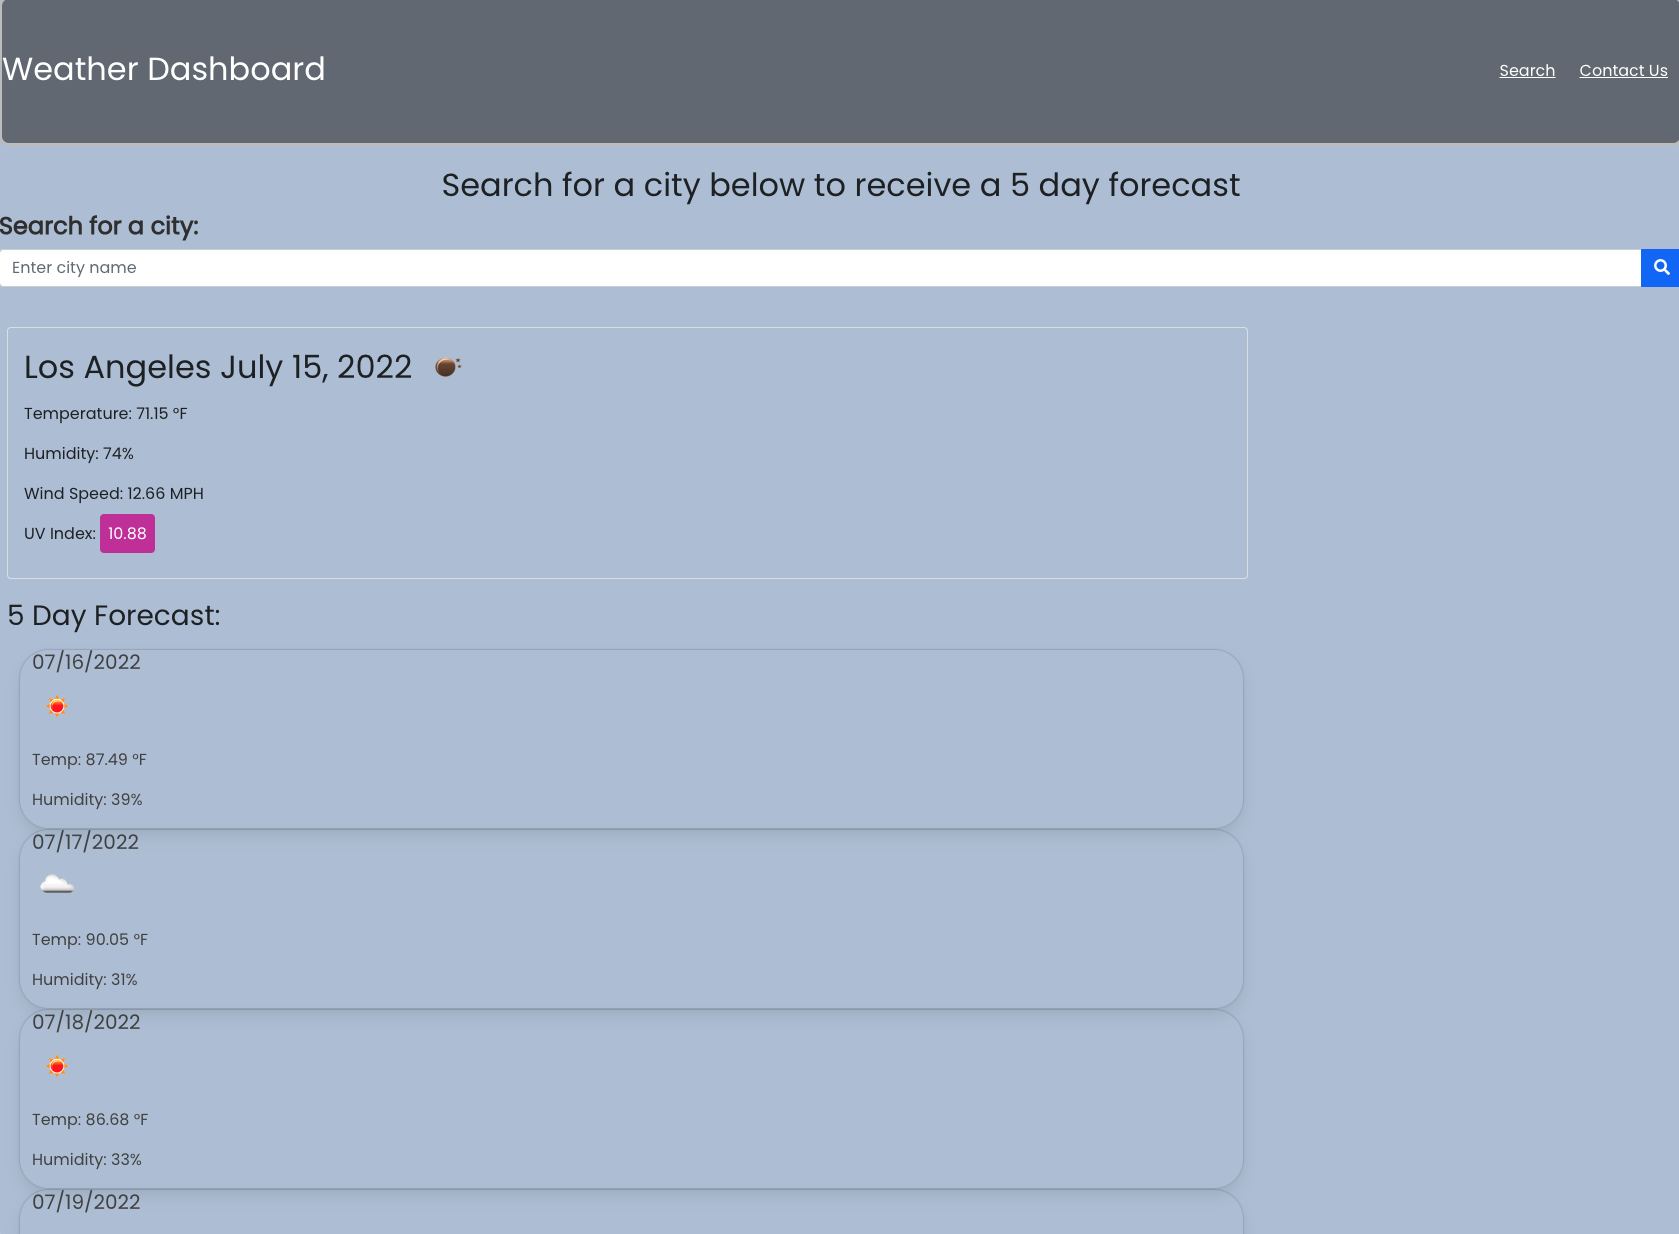 Weather Dashboard
Search Contact Us
Search for a city below to receive a 5 day forecast
Search for a city:
Enter city name
Los Angeles July 15, 2022
Temperature: 71.15 °F
Humidity: 74%
Wind Speed: 12.66 MPH
UV Index: 10.88
5 Day Forecast:
07/16/2022
Temp: 87.49 °F
Humidity: 39%
07/17/2022
Temp: 90.05 °F
Humidity: 31%
07/18/2022
Temp: 86.68 °F
Humidity: 33%
07/19/2022